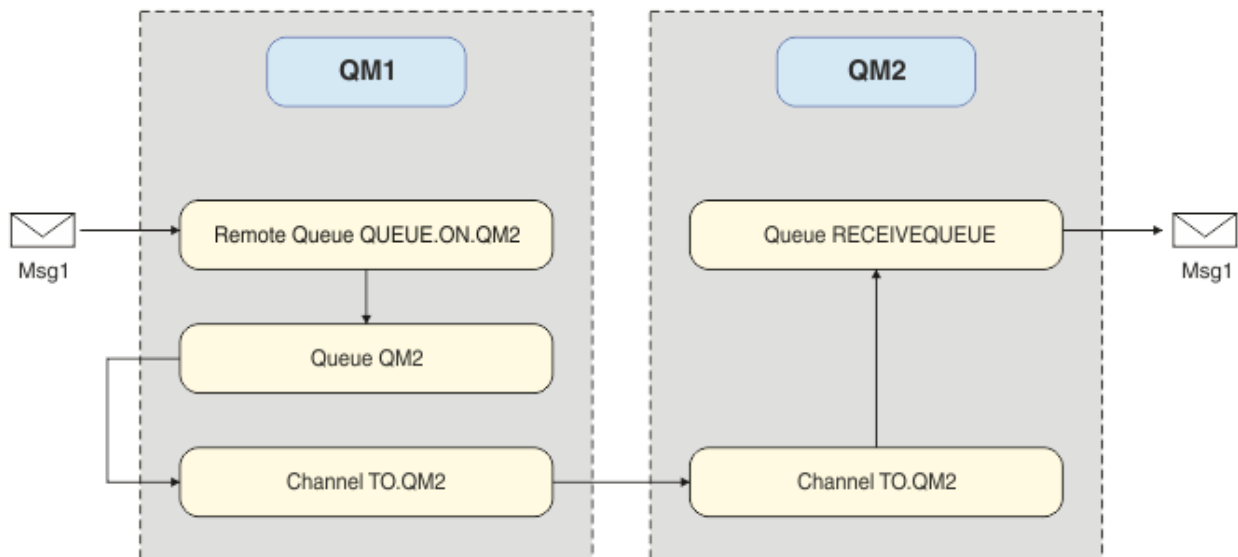 QM1
QM2
Remote Queue QUEUE.ON.QM2
Queue RECEIVEQUEUE
Msg1
Msg1
Queue QM2
Channel TO.QM2
Channel TO.QM2